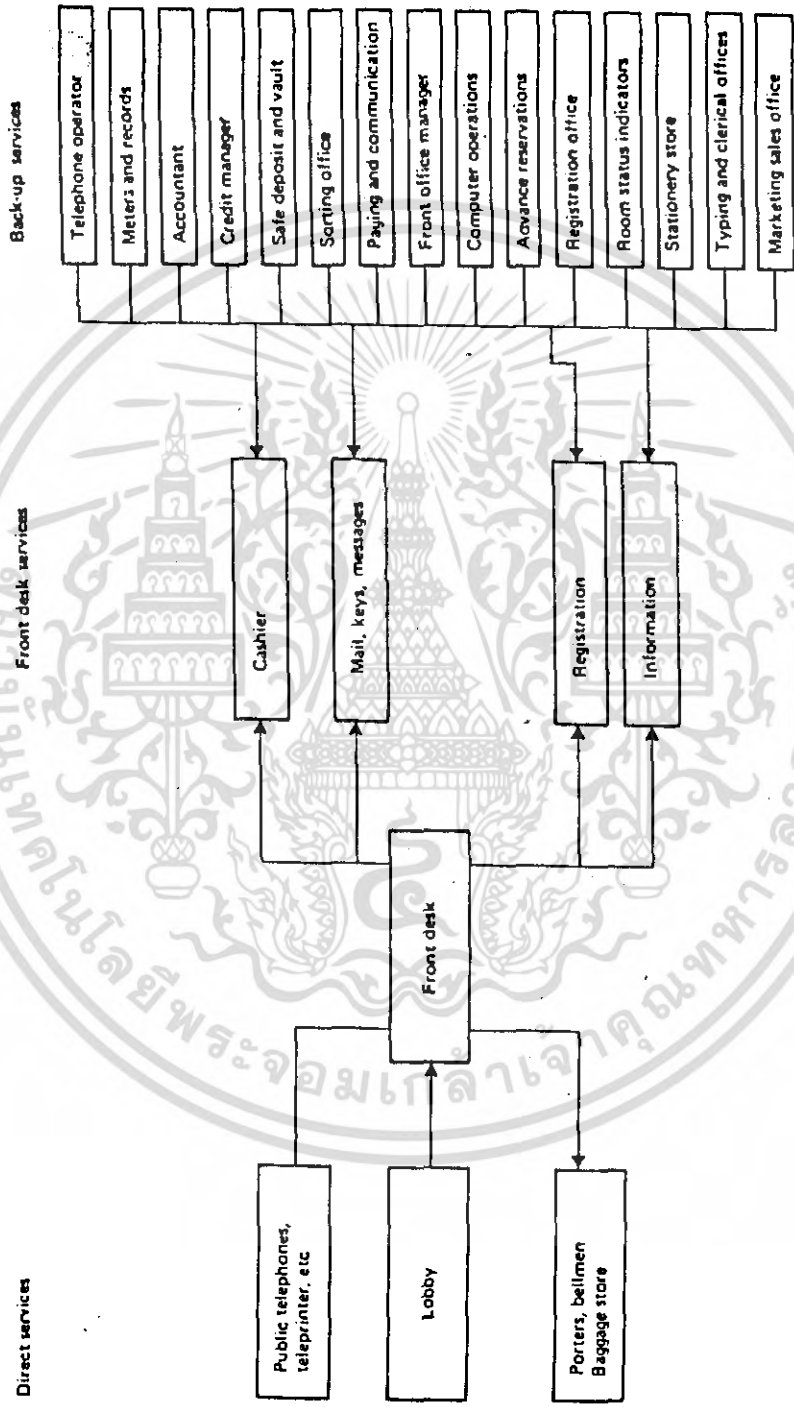 Direct services
Front desk services
Back-up services
Public telephones,
teleprinter, etc
Lobby
Porters, bellmen
Baggage store
Front desk
Cashier
Mail, keys, messages
Registration
Information
Telephone operator
Meters and records
Accountant
Credit manager
Safe deposit and vault
Sorting office
Paying and communication
Front office manager
Computer operations
Advance reservations
Registration office
Room status indicators
Stationery store
Typing and clerical offices
Marketing sales office